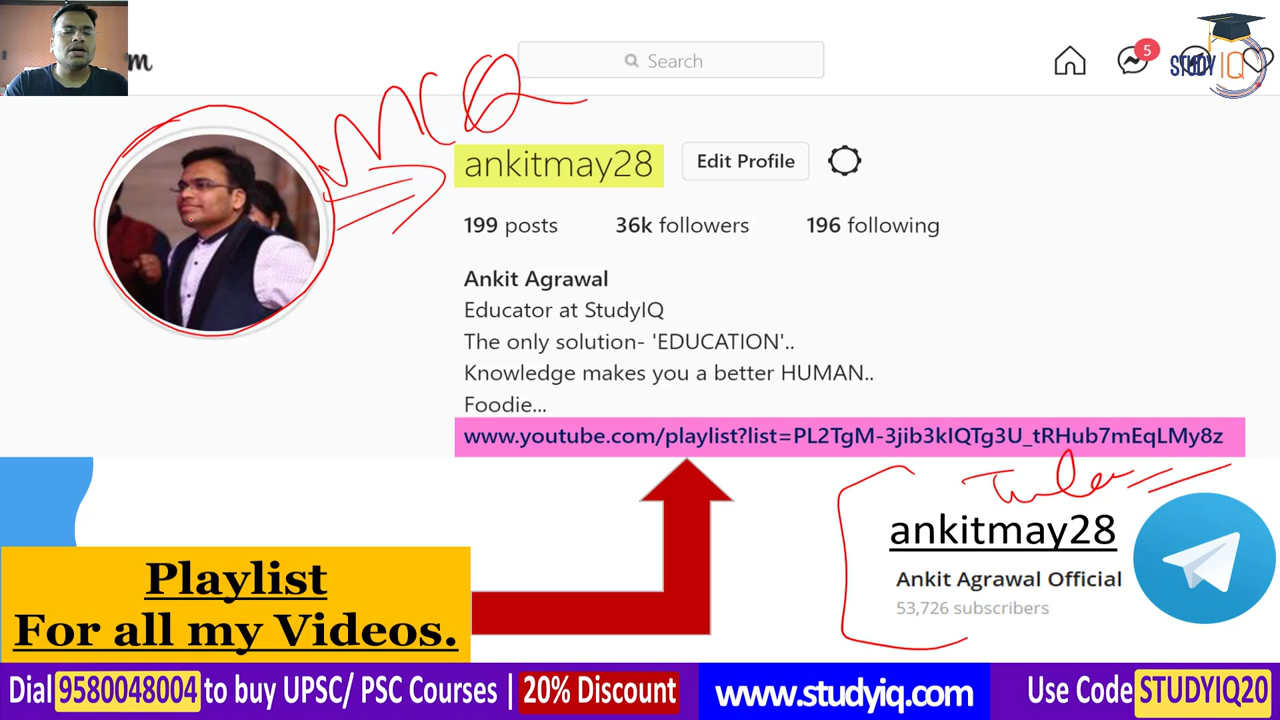 m
Search
5
STUDY IQ
MCQ
ankitmay28
Edit Profile
199 posts
36k followers
196 following
Ankit Agrawal
Educator at StudyIQ
The only solution- 'EDUCATION'..
Knowledge makes you a better HUMAN..
Foodie...
www.youtube.com/playlist?list=PL2TgM-3jib3kIQTg3U_tRHub7mEqLMy8z
ankitmay28
Ankit Agrawal Official
53,726 subscribers
Playlist
For all my Videos.
Dial 9580048004 to buy UPSC/ PSC Courses | 20% Discount
www.studyiq.com
Use Code STUDYIQ20